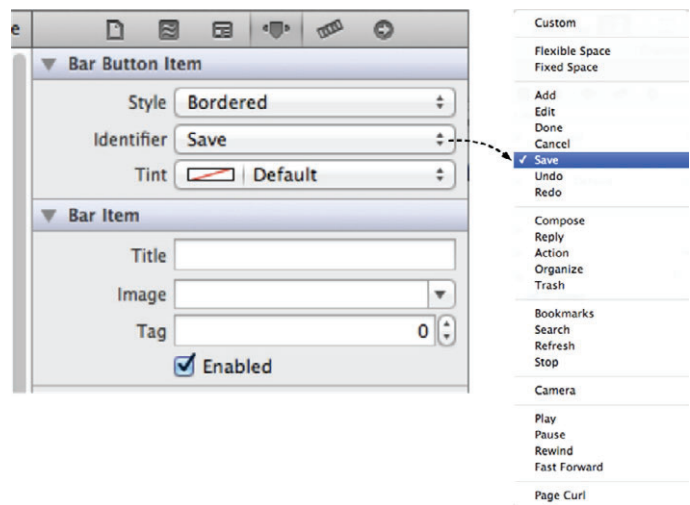 e
Bar Button Item
Style Bordered
Identifier Save
Tint Default
Bar Item
Title
Image
Tag 0
Enabled
Custom
Flexible Space
Fixed Space
Add
Edit
Done
Cancel
✓ Save
Undo
Redo
Compose
Reply
Action
Organize
Trash
Bookmarks
Search
Refresh
Stop
Camera
Play
Pause
Rewind
Fast Forward
Page Curl